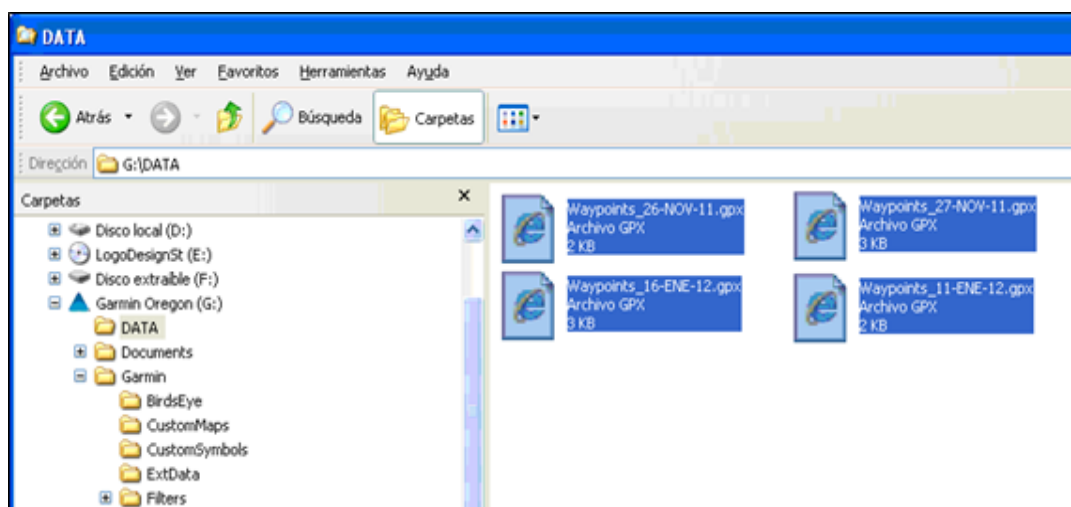 DATA
Archivo Edición Ver Favoritos Herramientas Ayuda
Atrás Búsqueda Carpetas
Dirección G:\DATA
Carpetas
Disco local (D:)
LogoDesignSt (E:)
Disco extraíble (F:)
Garmin Oregon (G:)
DATA
Documents
Garmin
BirdsEye
CustomMaps
CustomSymbols
ExtData
Filters
Waypoints_26-NOV-11.gpx
Archivo GPX
2 KB
Waypoints_27-NOV-11.gpx
Archivo GPX
3 KB
Waypoints_16-ENE-12.gpx
Archivo GPX
3 KB
Waypoints_11-ENE-12.gpx
Archivo GPX
2 KB